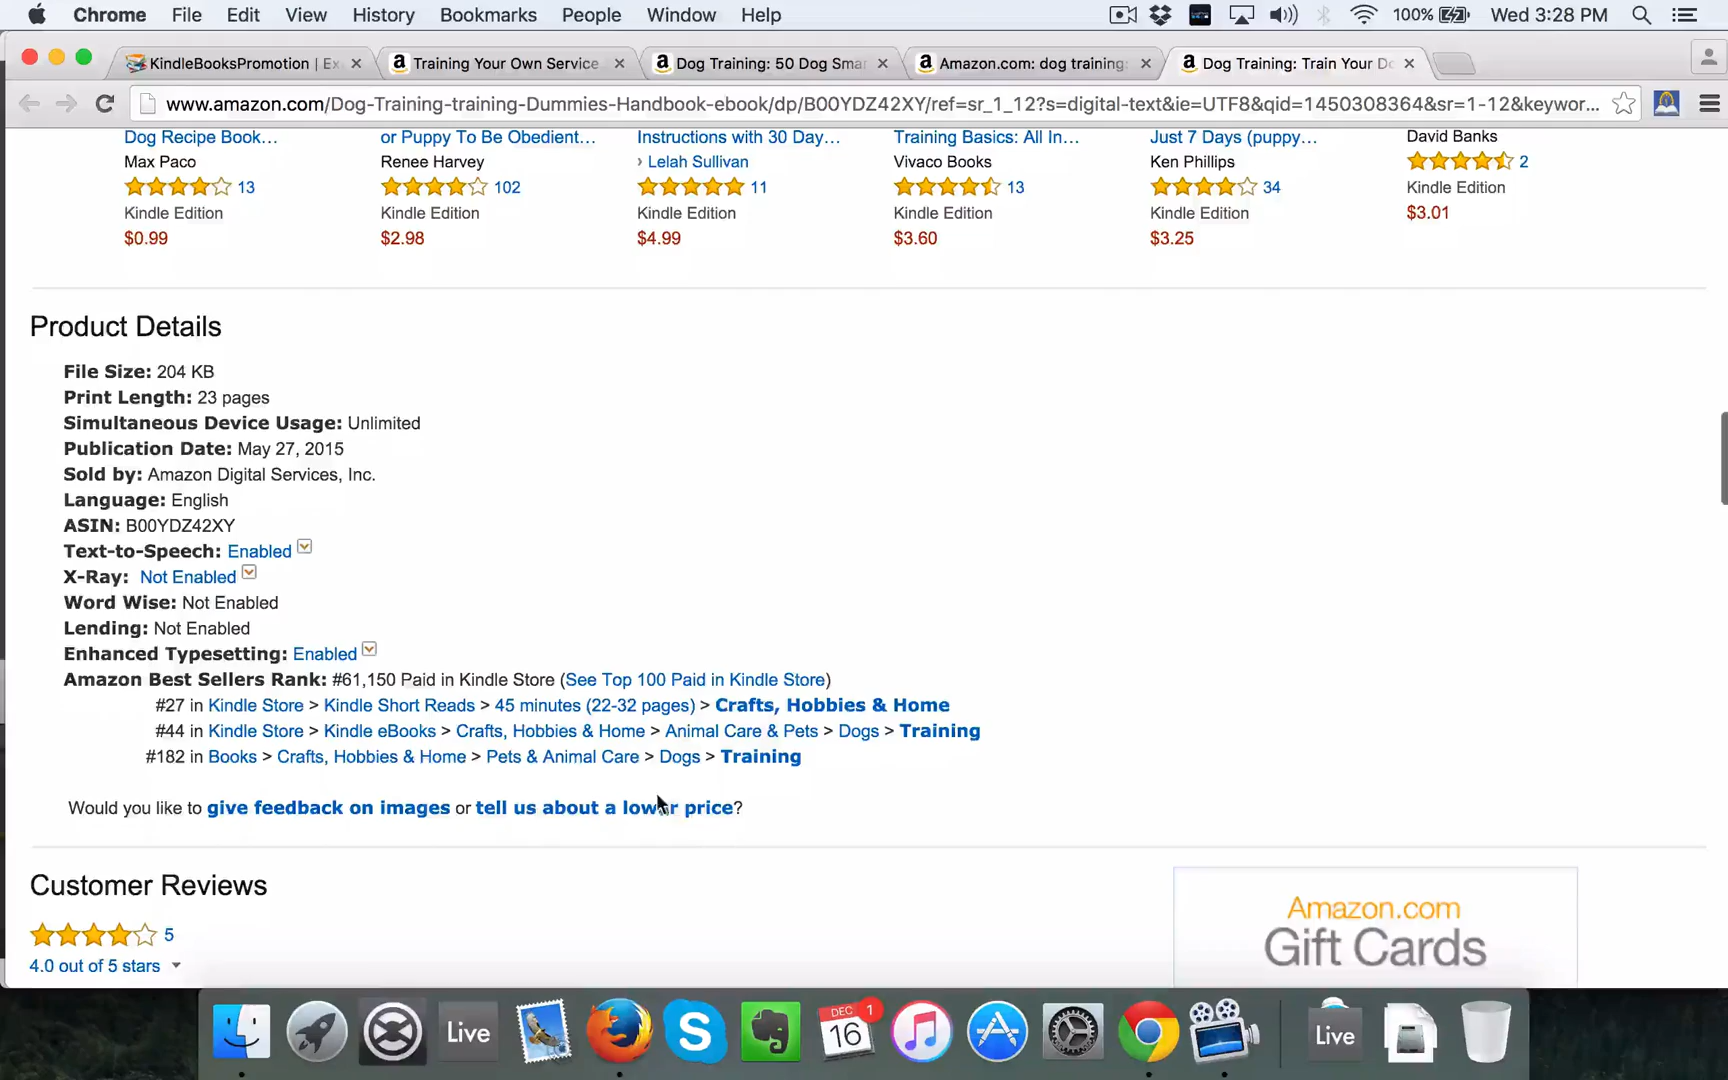 Chrome File Edit View History Bookmarks People Window Help 100% Wed 3:28 PM
KindleBooksPromotion | Ex Training Your Own Service Dog Training: 50 Dog Smar Amazon.com: dog training: Dog Training: Train Your Do
www.amazon.com/Dog-Training-training-Dummies-Handbook-ebook/dp/B00YDZ42XY/ref=sr_1_12?s=digital-text&ie=UTF8&qid=1450308364&sr=1-12&keywor...
Dog Recipe Book… or Puppy To Be Obedient… Instructions with 30 Day… Training Basics: All In… Just 7 Days (puppy… David Banks
Max Paco Renee Harvey › Lelah Sullivan Vivaco Books Ken Phillips 2
13 102 11 13 34 Kindle Edition
Kindle Edition Kindle Edition Kindle Edition Kindle Edition Kindle Edition $3.01
$0.99 $2.98 $4.99 $3.60 $3.25
Product Details
File Size: 204 KB
Print Length: 23 pages
Simultaneous Device Usage: Unlimited
Publication Date: May 27, 2015
Sold by: Amazon Digital Services, Inc.
Language: English
ASIN: B00YDZ42XY
Text-to-Speech: Enabled
X-Ray: Not Enabled
Word Wise: Not Enabled
Lending: Not Enabled
Enhanced Typesetting: Enabled
Amazon Best Sellers Rank: #61,150 Paid in Kindle Store (See Top 100 Paid in Kindle Store)
#27 in Kindle Store > Kindle Short Reads > 45 minutes (22-32 pages) > Crafts, Hobbies & Home
#44 in Kindle Store > Kindle eBooks > Crafts, Hobbies & Home > Animal Care & Pets > Dogs > Training
#182 in Books > Crafts, Hobbies & Home > Pets & Animal Care > Dogs > Training
Would you like to give feedback on images or tell us about a lower price?
Customer Reviews
5
4.0 out of 5 stars
Amazon.com
Gift Cards
Live DEC 1 16 Live